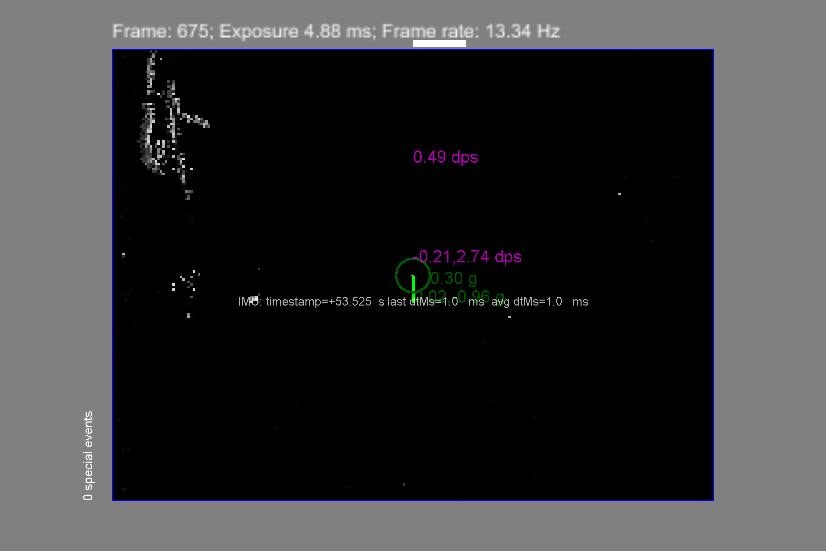 Frame: 675; Exposure 4.88 ms; Frame rate: 13.34 Hz
0.49 dps
-0.21,2.74 dps
0.30 g
IMU: timestamp=+53.525 s last dtMs=1.0 ms avg dtMs=1.0 ms
0 special events